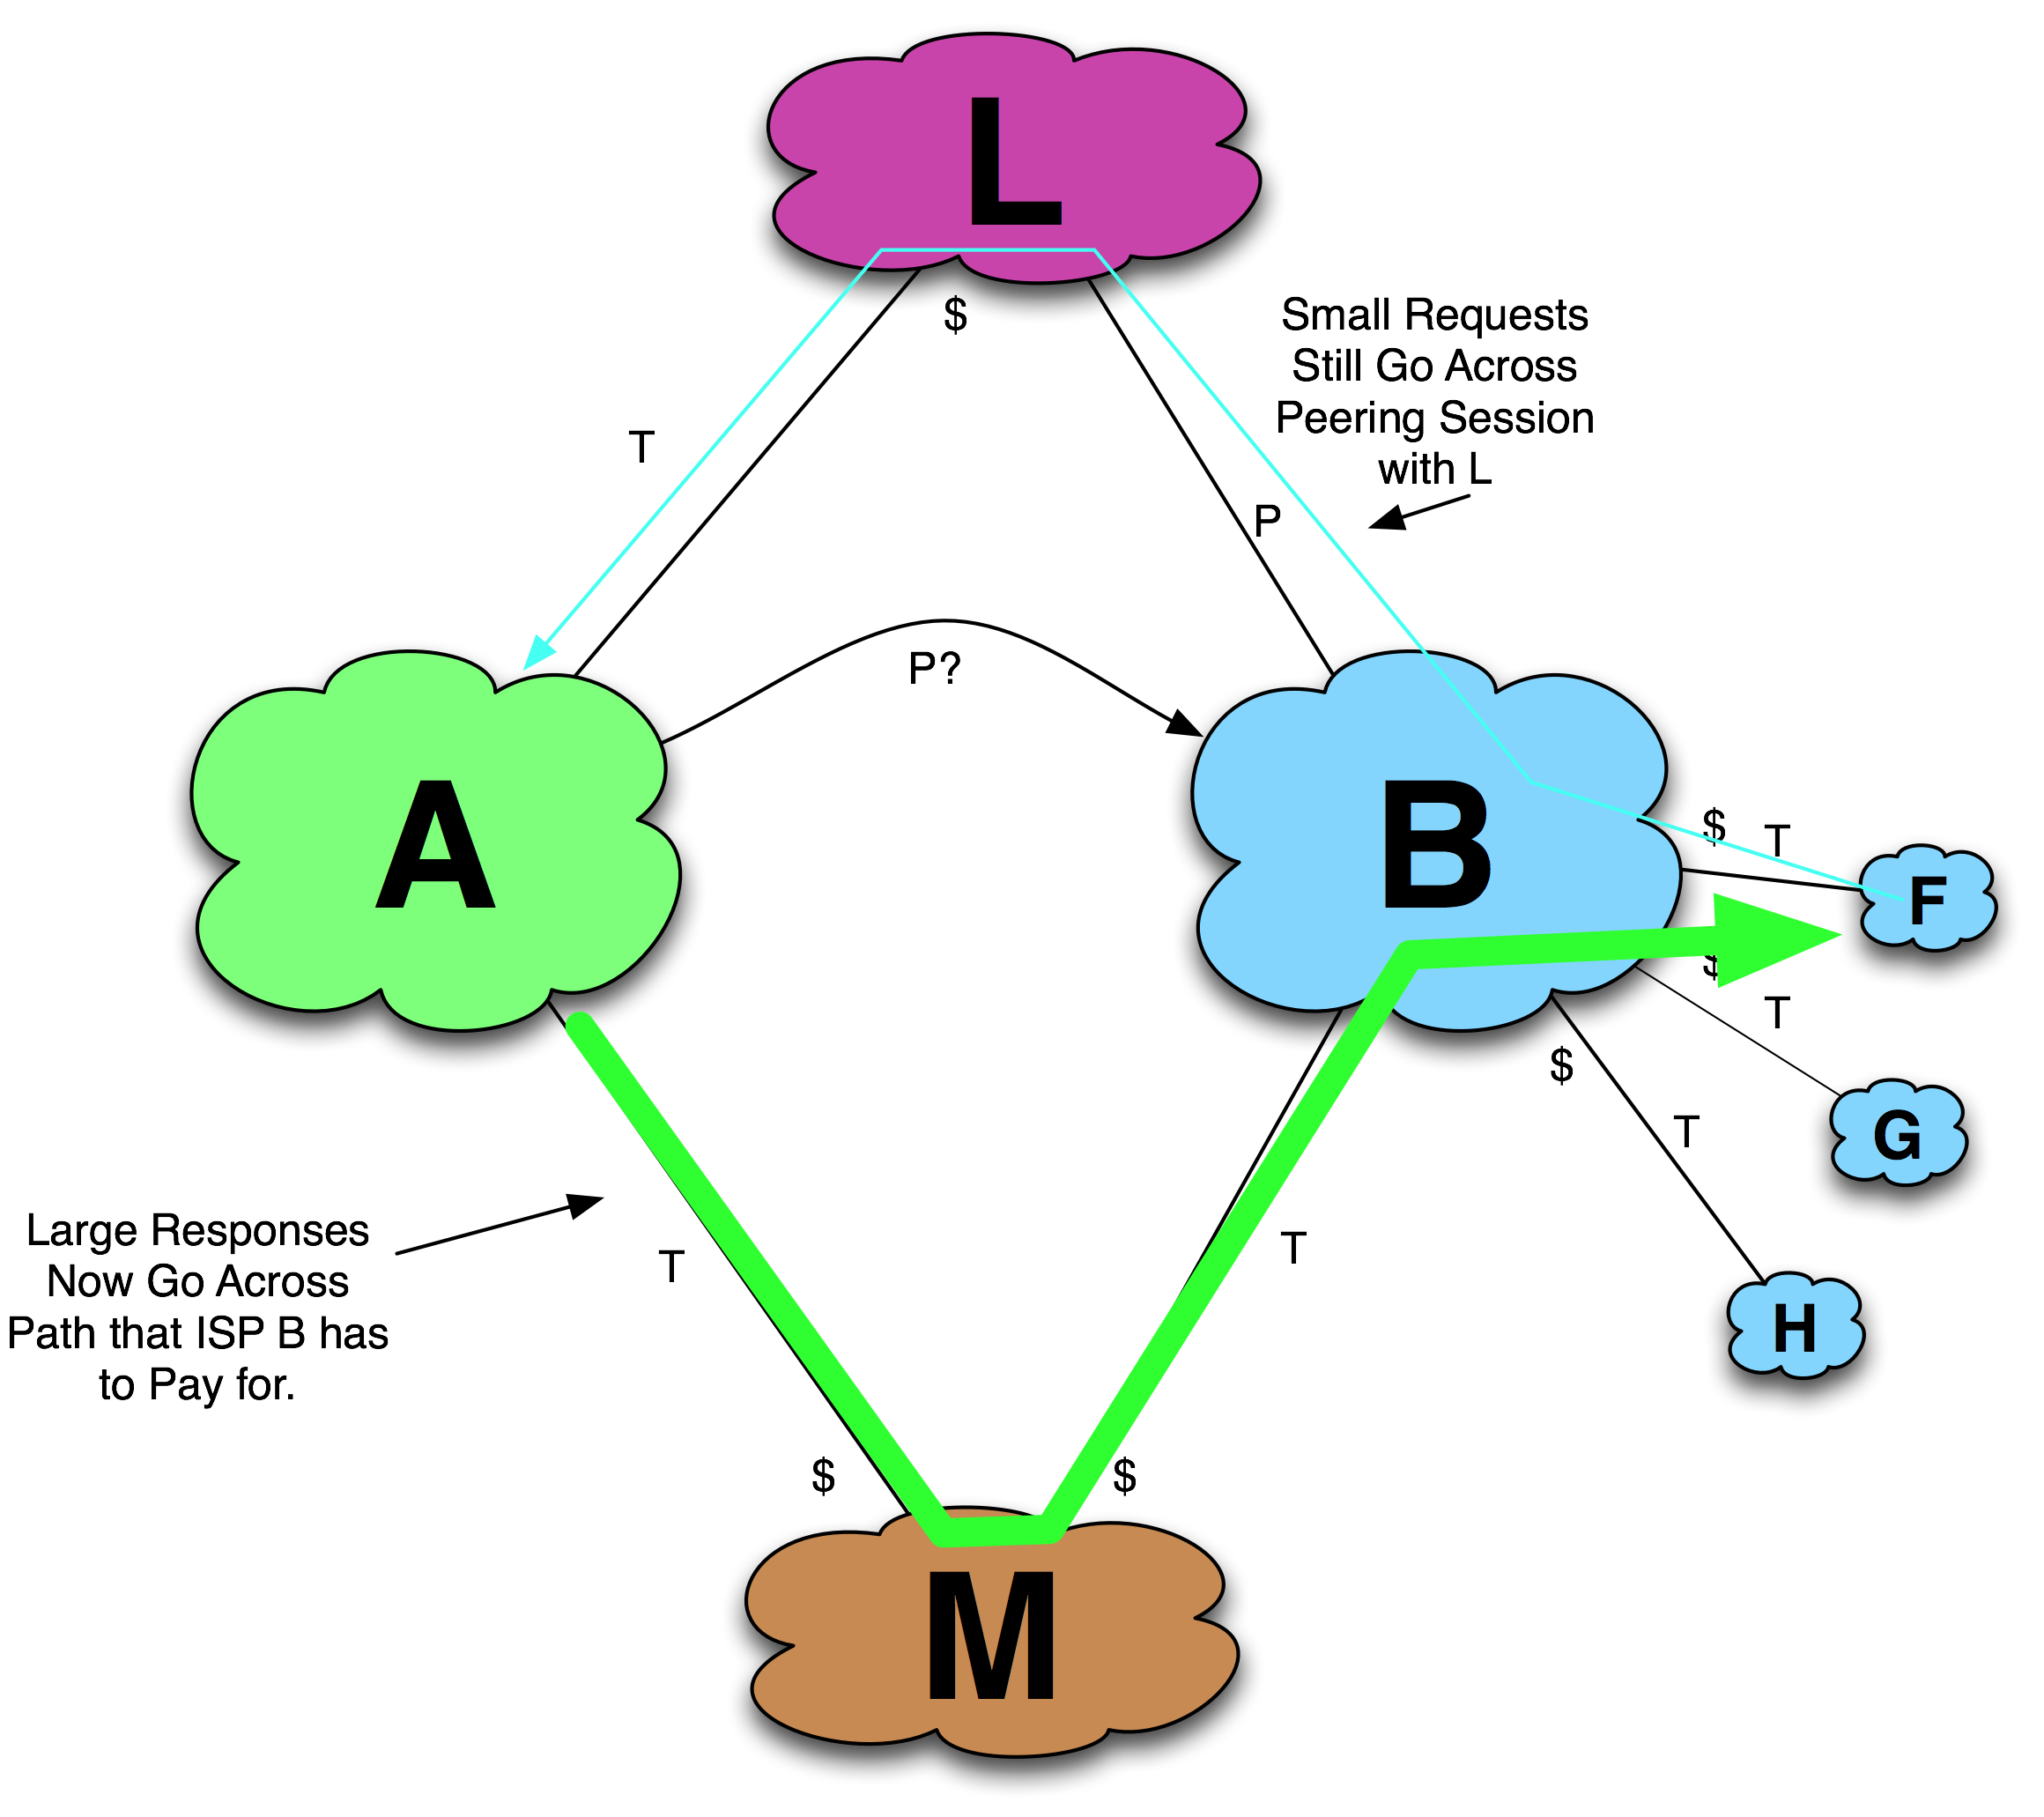 L
$
Small Requests
Still Go Across
Peering Session
with L
T
P
P?
A
B
$
T
F
$
T
$
G
T
Large Responses
Now Go Across
Path that ISP B has
to Pay for.
T
T
H
$
$
M